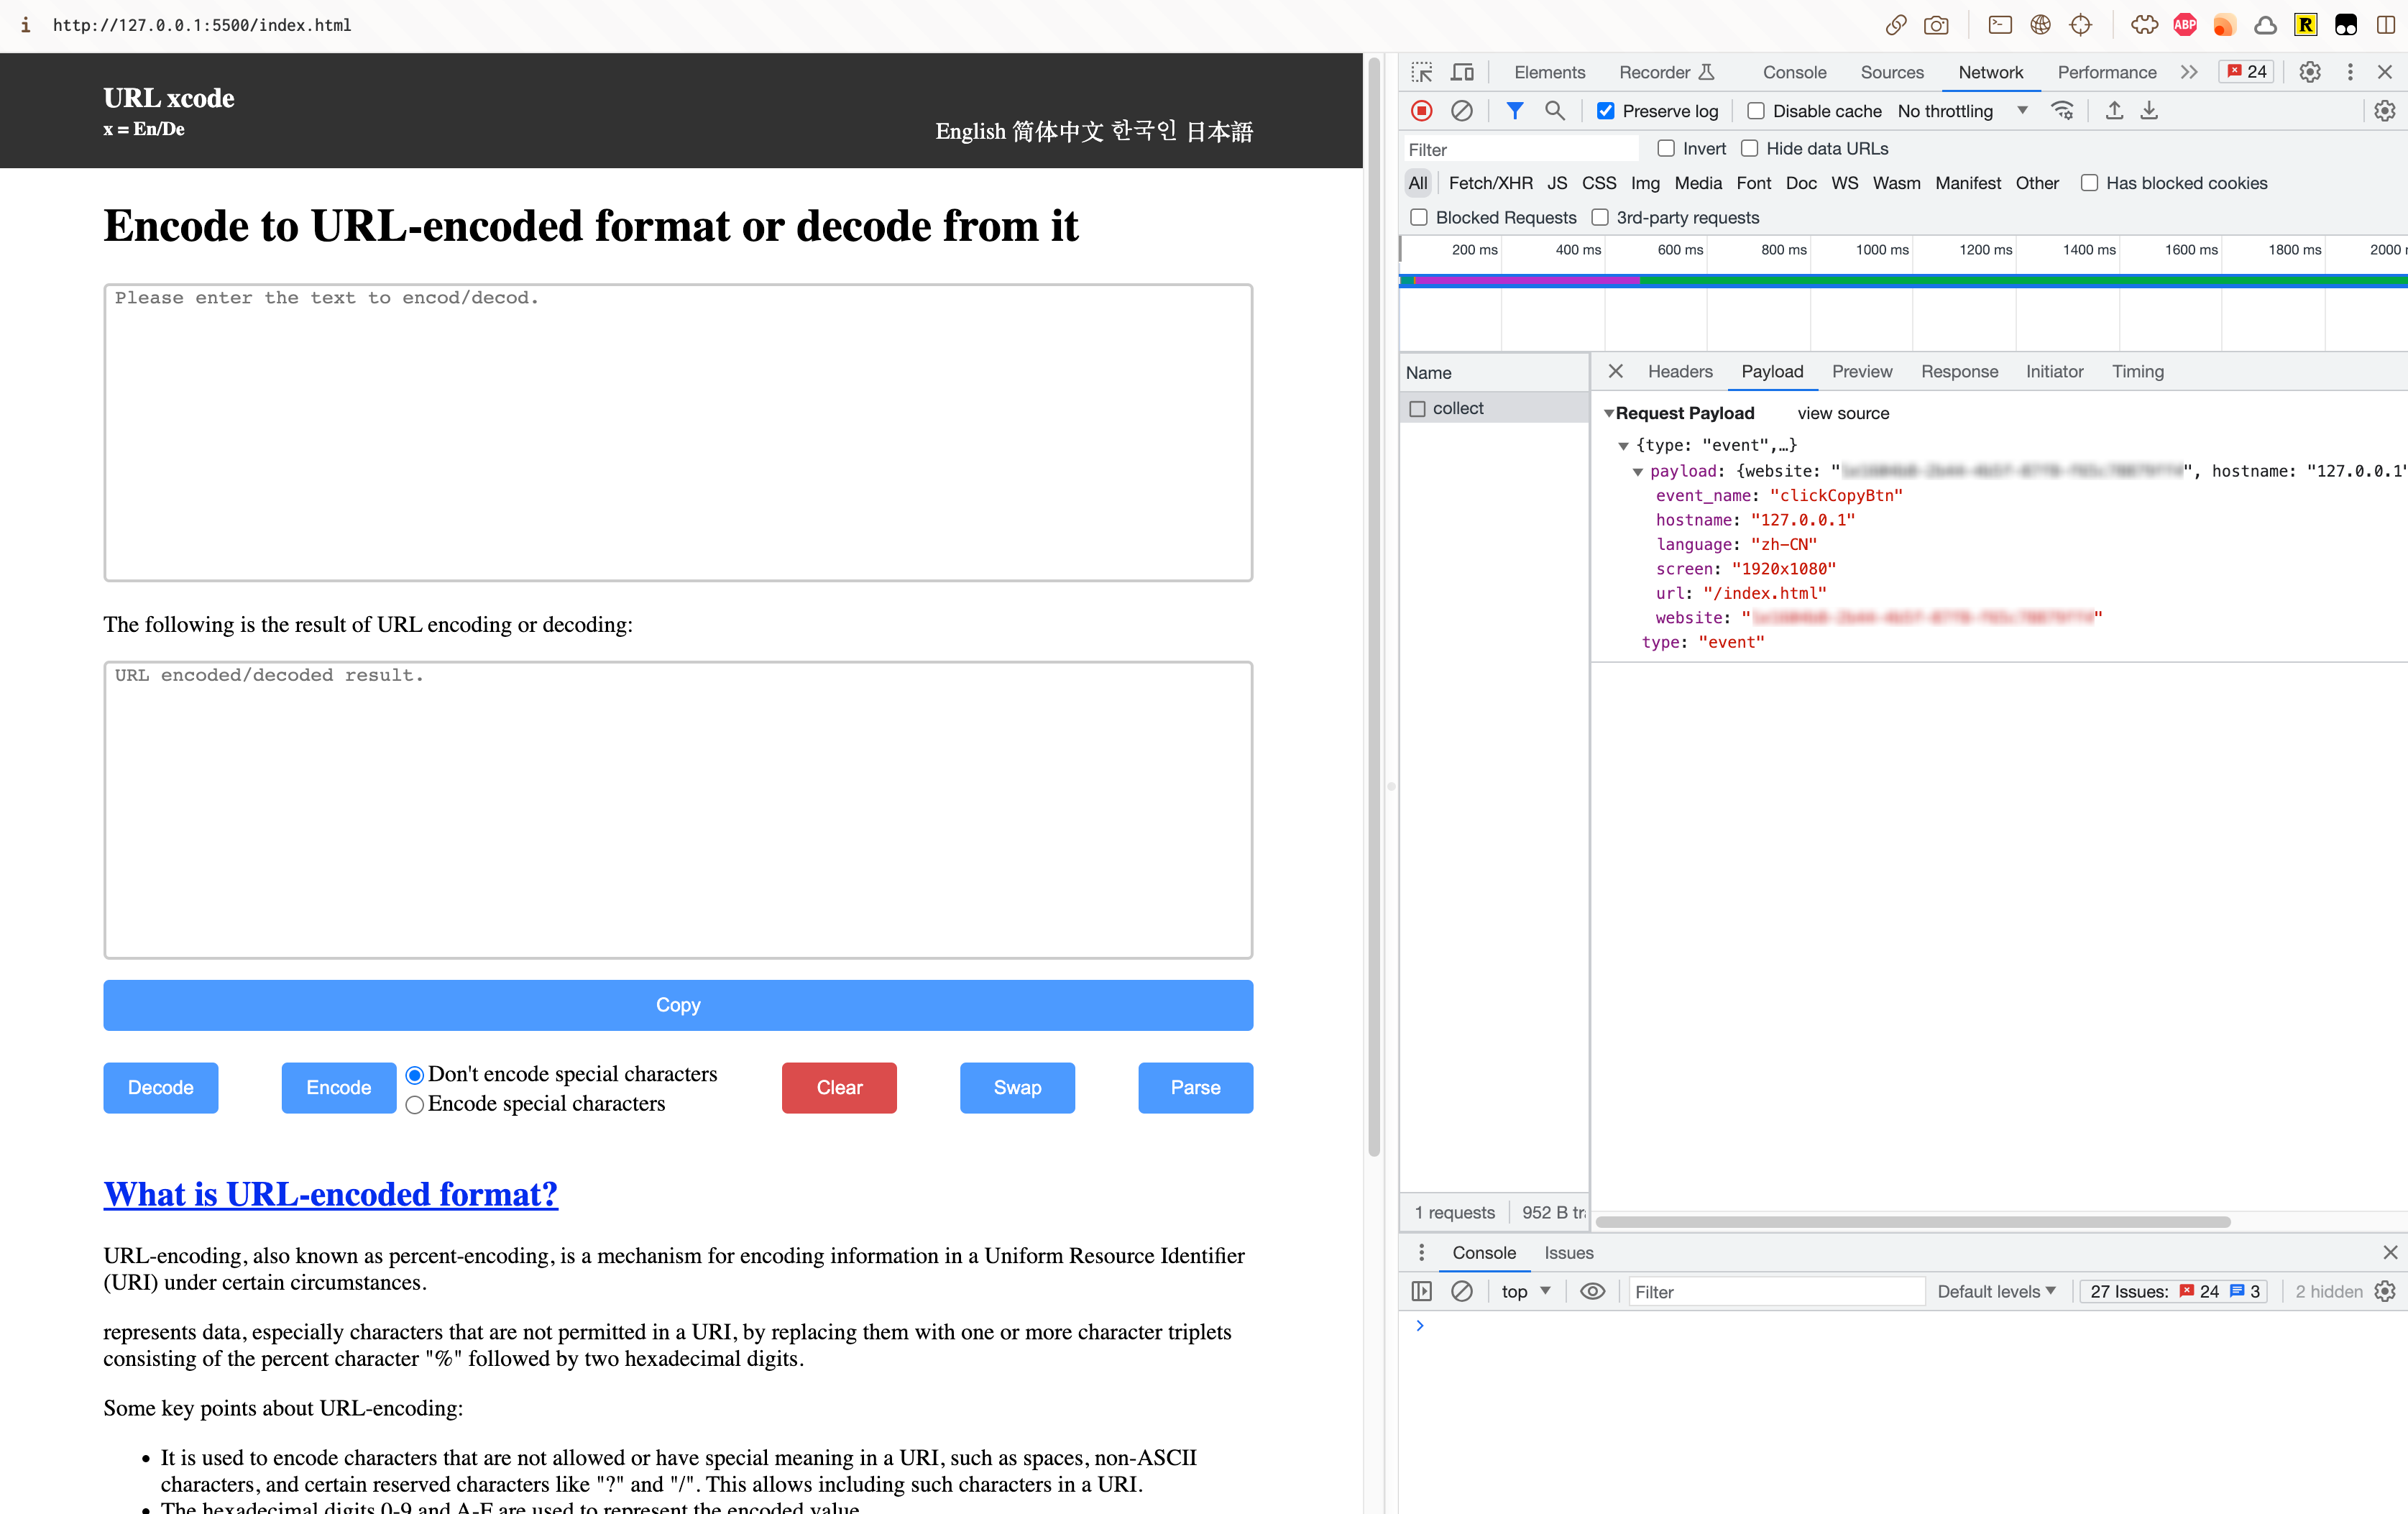 http://127.0.0.1:5500/index.html
ABP
R
URL xcode
x = En/De
English 简体中文 한국인 日本語
Encode to URL-encoded format or decode from it
Please enter the text to encod/decod.
The following is the result of URL encoding or decoding:
URL encoded/decoded result.
Copy
Decode
Encode
Don't encode special characters
Encode special characters
Clear
Swap
Parse
What is URL-encoded format?
URL-encoding, also known as percent-encoding, is a mechanism for encoding information in a Uniform Resource Identifier
(URI) under certain circumstances.
represents data, especially characters that are not permitted in a URI, by replacing them with one or more character triplets
consisting of the percent character "%" followed by two hexadecimal digits.
Some key points about URL-encoding:
• It is used to encode characters that are not allowed or have special meaning in a URI, such as spaces, non-ASCII
characters, and certain reserved characters like "?" and "/". This allows including such characters in a URI.
• The hexadecimal digits 0-9 and A-F are used to represent the encoded value
Elements Recorder Console Sources Network Performance 24
Preserve log Disable cache No throttling
Filter Invert Hide data URLs
All Fetch/XHR JS CSS Img Media Font Doc WS Wasm Manifest Other Has blocked cookies
Blocked Requests 3rd-party requests
200 ms 400 ms 600 ms 800 ms 1000 ms 1200 ms 1400 ms 1600 ms 1800 ms 2000
Name
collect
1 requests 952 B
Headers Payload Preview Response Initiator Timing
Request Payload view source
{type: "event",…}
payload: {website: "", hostname: "127.0.0.1"
event_name: "clickCopyBtn"
hostname: "127.0.0.1"
language: "zh-CN"
screen: "1920x1080"
url: "/index.html"
website: ""
type: "event"
Console Issues
top Filter Default levels 27 Issues: 24 3 2 hidden